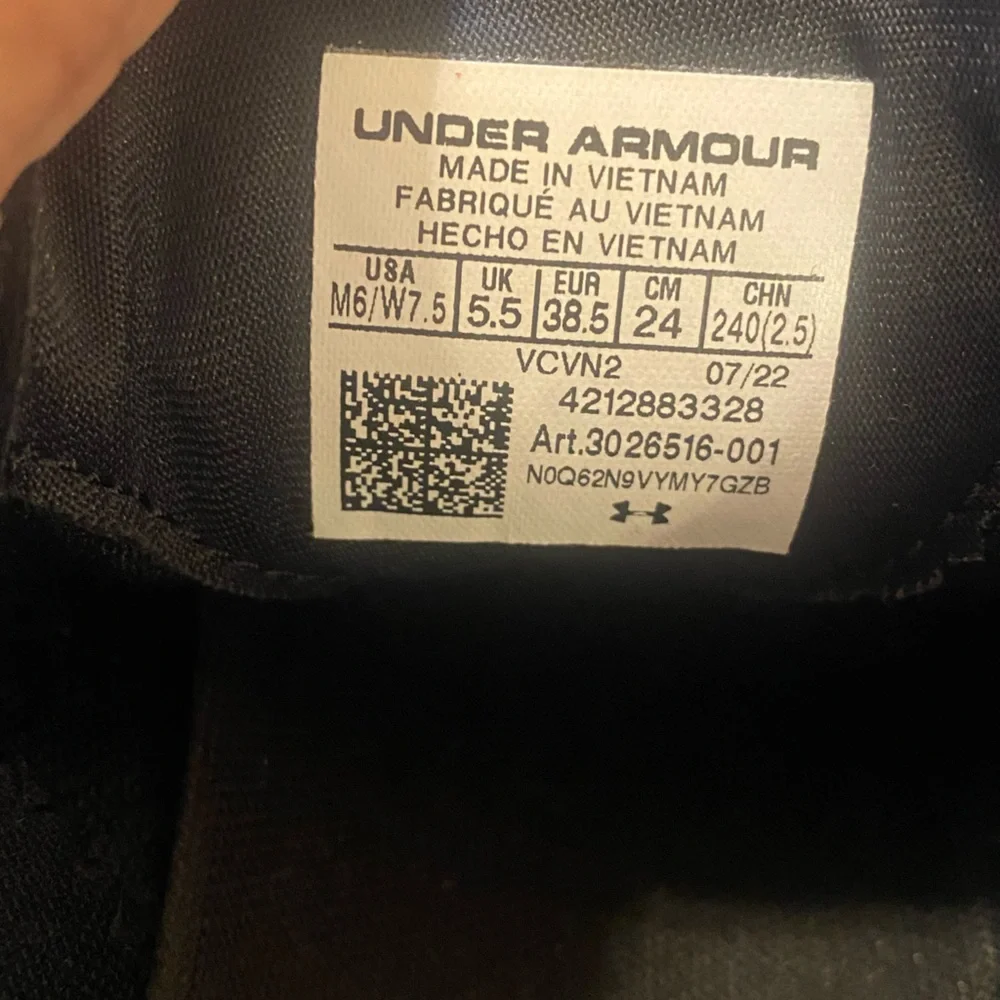 UNDER ARMOUR
MADE IN VIETNAM
FABRIQUÉ AU VIETNAM
HECHO EN VIETNAM
USA UK EUR CM CHN
M6/W7.5 5.5 38.5 24 240(2.5)
VCVN2 07/22
4212883328
Art.3026516-001
N0Q62N9VYMY7GZB